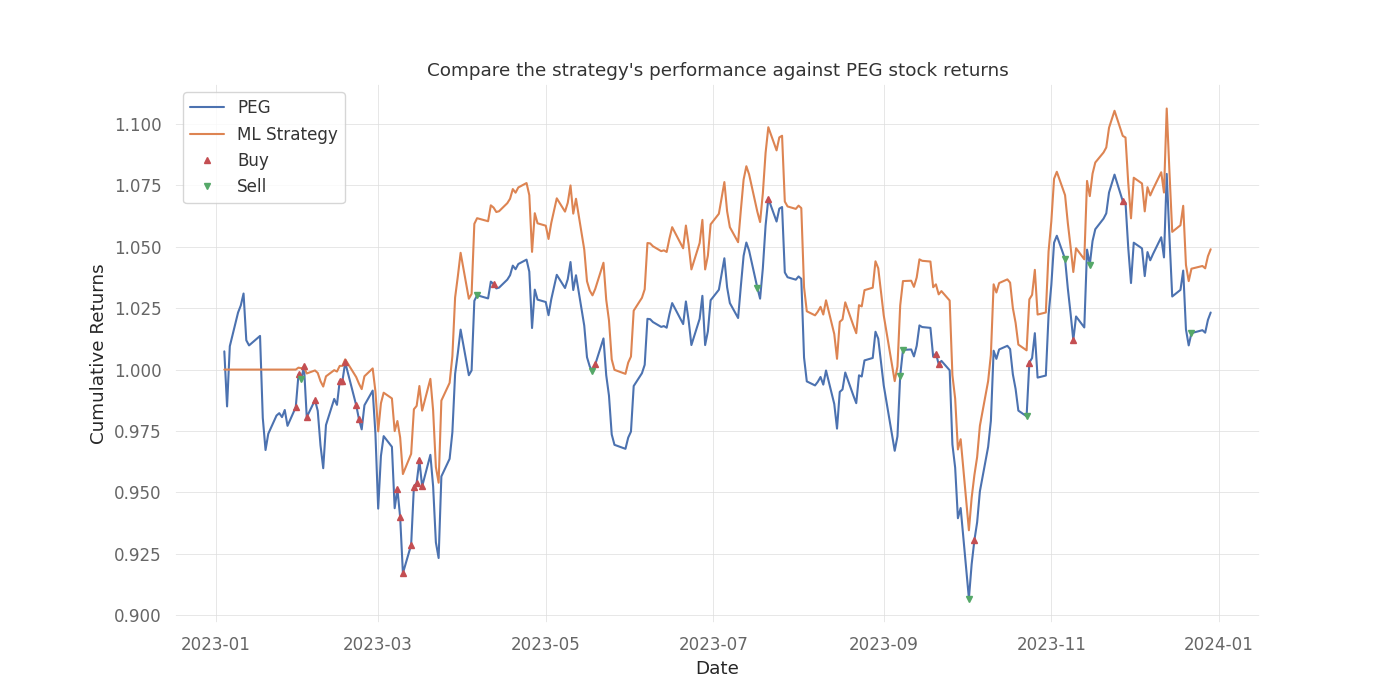 Compare the strategy's performance against PEG stock returns
PEG
ML Strategy
Buy
Sell
1.100
1.075
1.050
1.025
1.000
0.975
0.950
0.925
0.900
Cumulative Returns
2023-01 2023-03 2023-05 2023-07 2023-09 2023-11 2024-01
Date